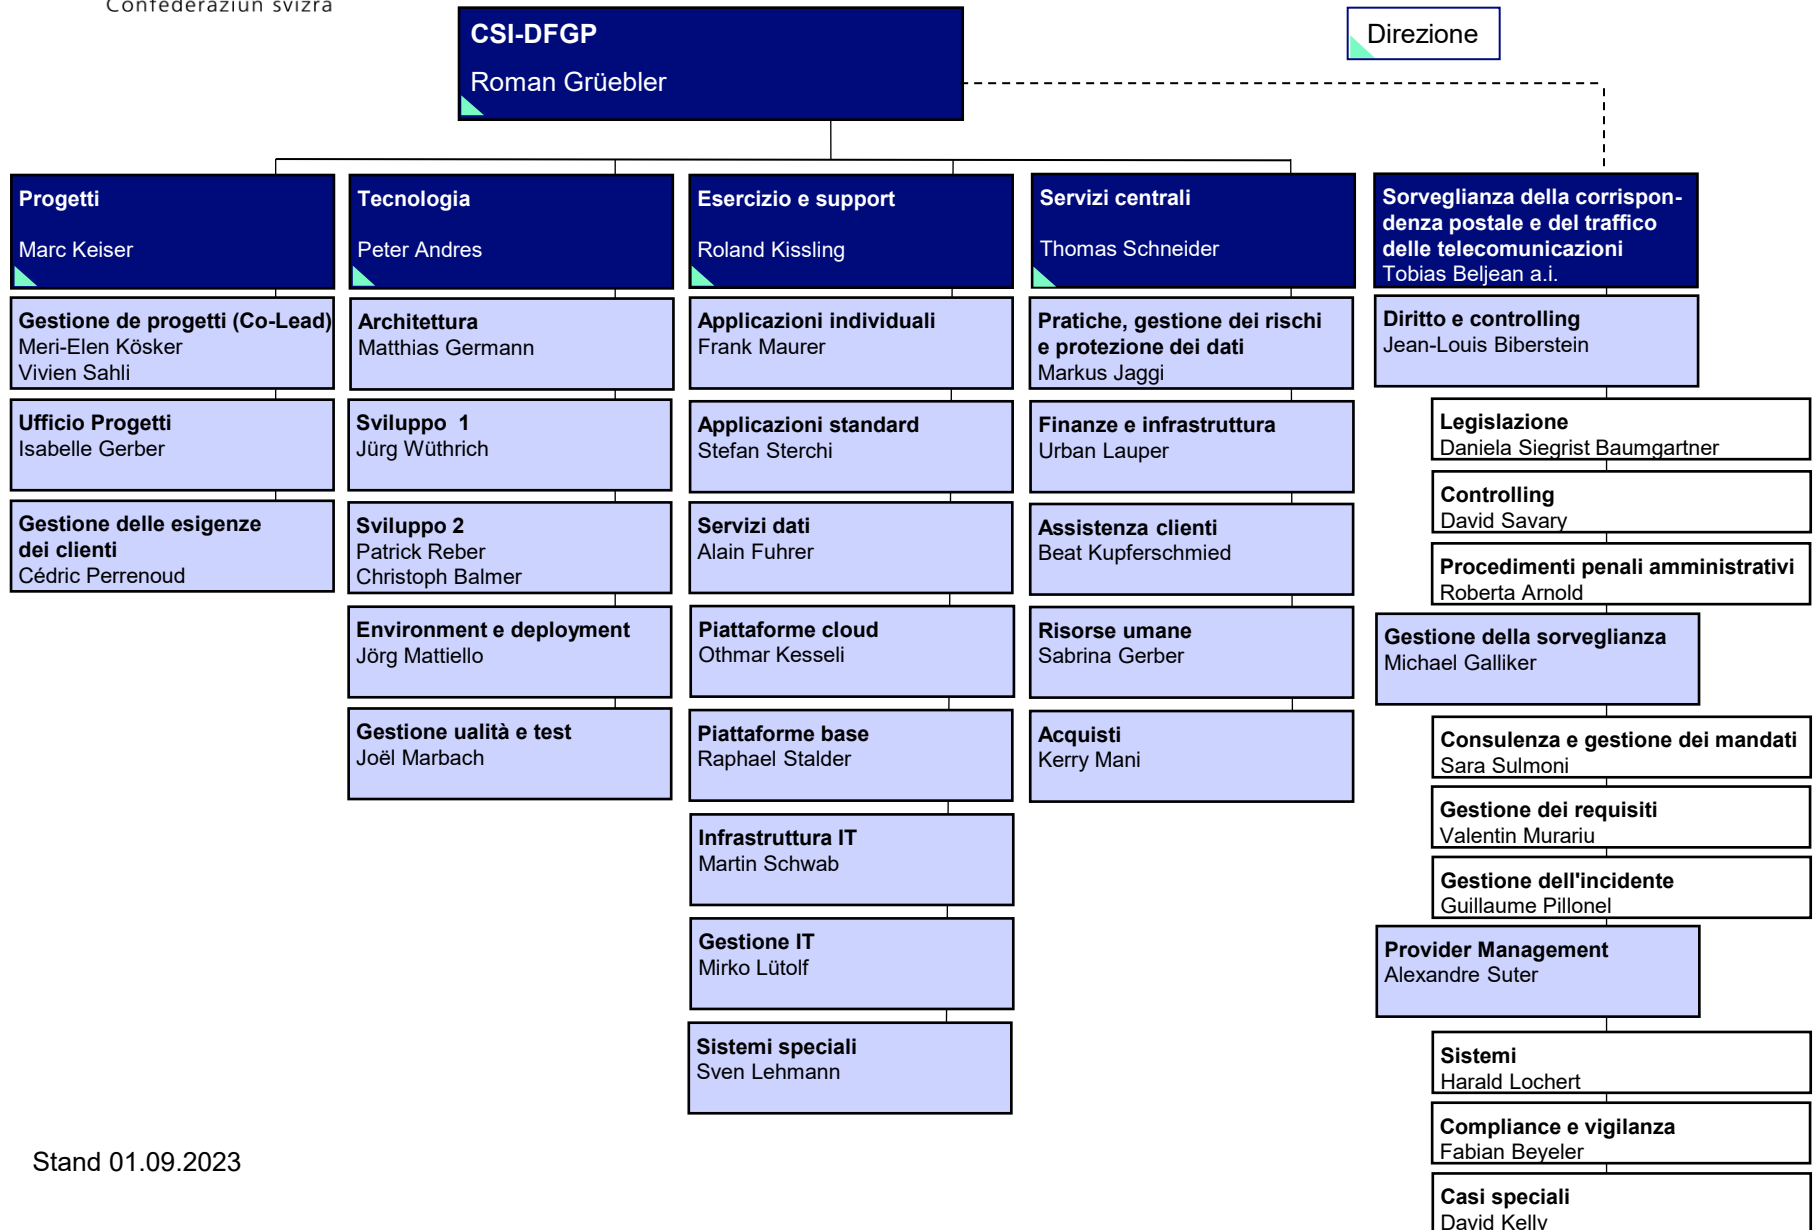 Confederaziun svizra
CSI-DFGP
Roman Grüebler
Direzione
Progetti
Marc Keiser
Gestione de progetti (Co-Lead)
Meri-Elen Kösker
Vivien Sahli
Ufficio Progetti
Isabelle Gerber
Gestione delle esigenze
dei clienti
Cédric Perrenoud
Tecnologia
Peter Andres
Architettura
Matthias Germann
Sviluppo 1
Jürg Wüthrich
Sviluppo 2
Patrick Reber
Christoph Balmer
Environment e deployment
Jörg Mattiello
Gestione ualità e test
Joël Marbach
Esercizio e support
Roland Kissling
Applicazioni individuali
Frank Maurer
Applicazioni standard
Stefan Sterchi
Servizi dati
Alain Fuhrer
Piattaforme cloud
Othmar Kesseli
Piattaforme base
Raphael Stalder
Infrastruttura IT
Martin Schwab
Gestione IT
Mirko Lütolf
Sistemi speciali
Sven Lehmann
Servizi centrali
Thomas Schneider
Pratiche, gestione dei rischi
e protezione dei dati
Markus Jaggi
Finanze e infrastruttura
Urban Lauper
Assistenza clienti
Beat Kupferschmied
Risorse umane
Sabrina Gerber
Acquisti
Kerry Mani
Sorveglianza della corrispon-
denza postale e del traffico
delle telecomunicazioni
Tobias Beljean a.i.
Diritto e controlling
Jean-Louis Biberstein
Legislazione
Daniela Siegrist Baumgartner
Controlling
David Savary
Procedimenti penali amministrativi
Roberta Arnold
Gestione della sorveglianza
Michael Galliker
Consulenza e gestione dei mandati
Sara Sulmoni
Gestione dei requisiti
Valentin Murariu
Gestione dell'incidente
Guillaume Pillonel
Provider Management
Alexandre Suter
Sistemi
Harald Lochert
Compliance e vigilanza
Fabian Beyeler
Casi speciali
David Kelly
Stand 01.09.2023